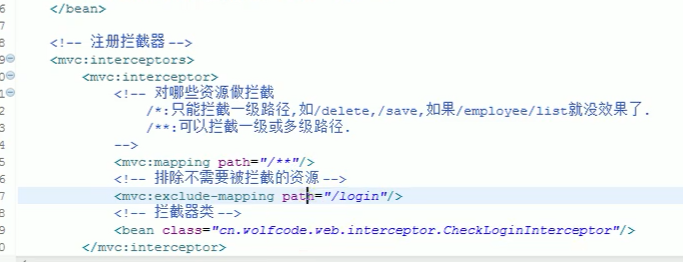 6 </bean>
7
8 <!-- 注册拦截器 -->
9 <mvc:interceptors>
0 <mvc:interceptor>
1 <!-- 对哪些资源做拦截
2 /*:只能拦截一级路径,如/delete,/save,如果/employee/list就没效果了.
3 /**:可以拦截一级或多级路径.
4 -->
5 <mvc:mapping path="/**"/>
6 <!-- 排除不需要被拦截的资源 -->
7 <mvc:exclude-mapping path="/login"/>
8 <!-- 拦截器类 -->
9 <bean class="cn.wolfcode.web.interceptor.CheckLoginInterceptor"/>
0 </mvc:interceptor>